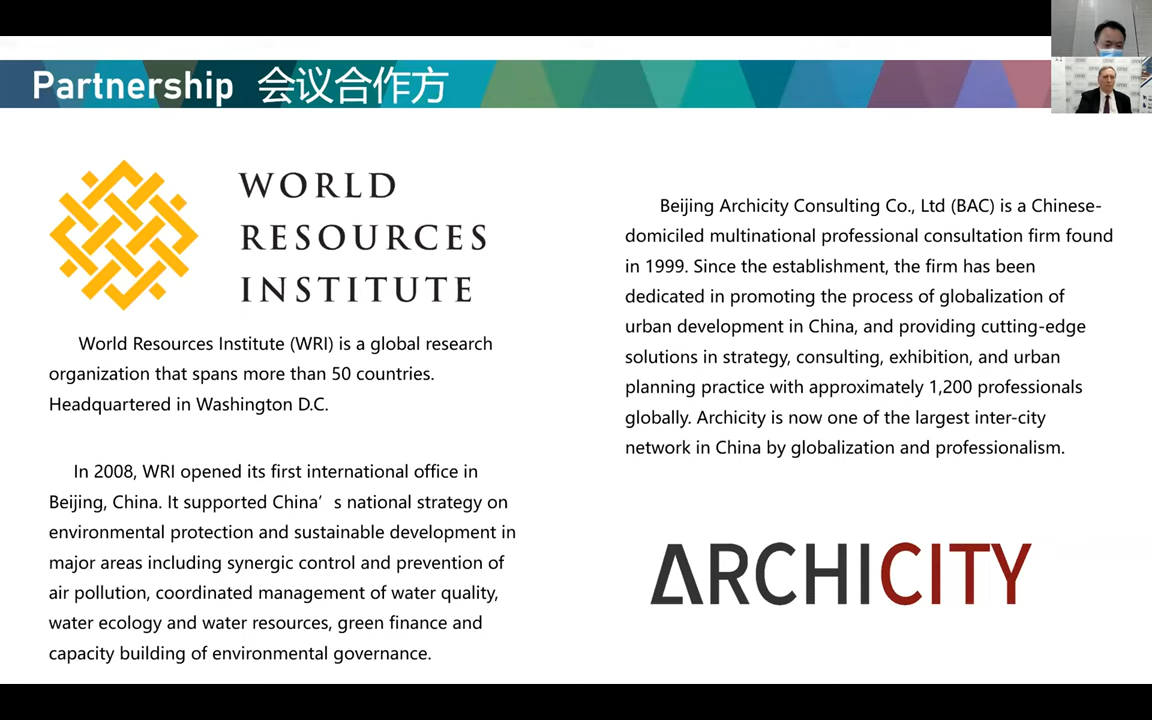 Partnership 会议合作方
WORLD
RESOURCES
INSTITUTE
World Resources Institute (WRI) is a global research
organization that spans more than 50 countries.
Headquartered in Washington D.C.
In 2008, WRI opened its first international office in
Beijing, China. It supported China’ s national strategy on
environmental protection and sustainable development in
major areas including synergic control and prevention of
air pollution, coordinated management of water quality,
water ecology and water resources, green finance and
capacity building of environmental governance.
Beijing Archicity Consulting Co., Ltd (BAC) is a Chinese-
domiciled multinational professional consultation firm found
in 1999. Since the establishment, the firm has been
dedicated in promoting the process of globalization of
urban development in China, and providing cutting-edge
solutions in strategy, consulting, exhibition, and urban
planning practice with approximately 1,200 professionals
globally. Archicity is now one of the largest inter-city
network in China by globalization and professionalism.
ARCHICITY